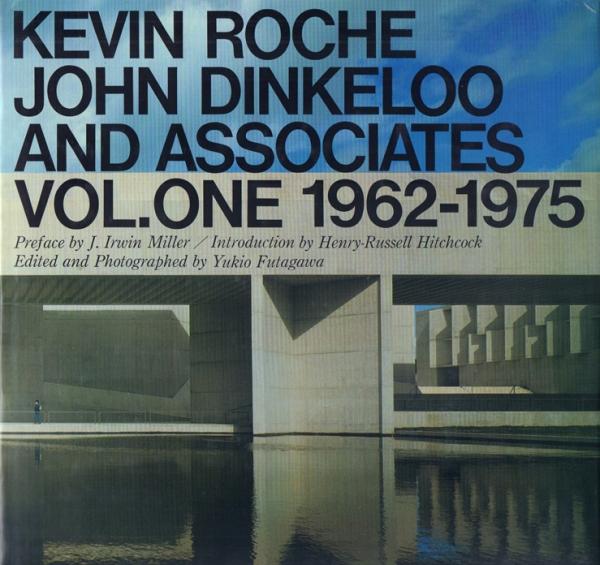 KEVIN ROCHE
JOHN DINKELOO
AND ASSOCIATES
VOL.ONE 1962-1975
Preface by J. Irwin Miller / Introduction by Henry-Russell Hitchcock
Edited and Photographed by Yukio Futagawa